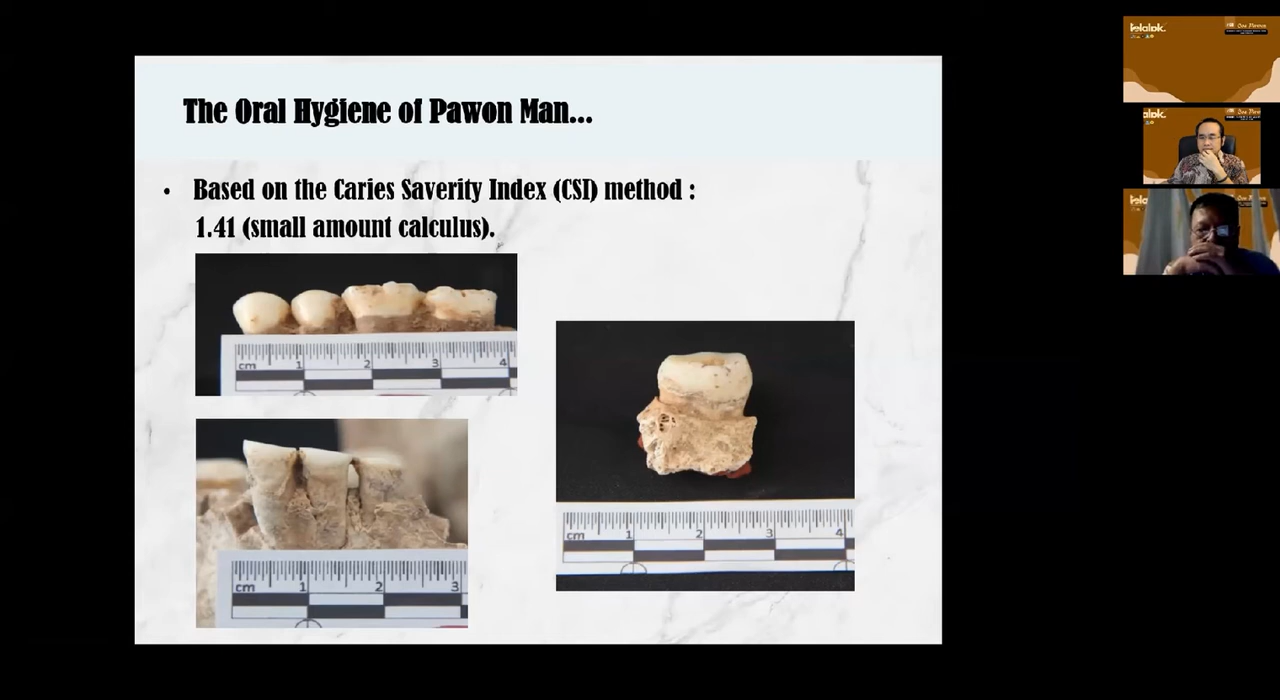 The Oral Hygiene of Pawon Man...
• Based on the Caries Saverity Index (CSI) method :
1.41 (small amount calculus).
cm 1 2 3 4
cm 1 2 3
cm 1 2 3 4